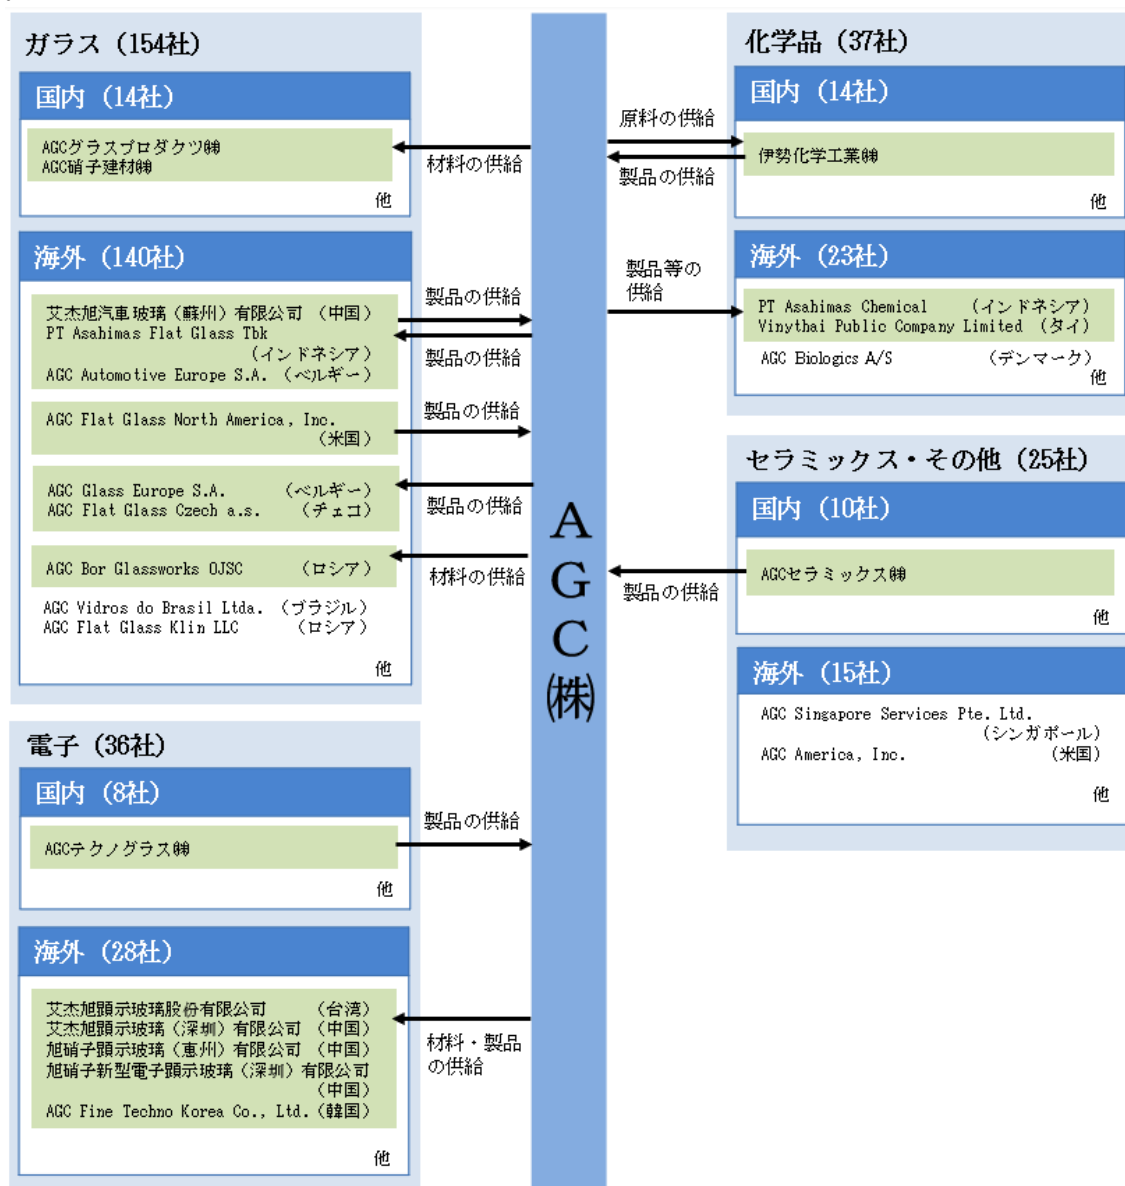 ガラス（154社）
国内（14社）
AGCグラスプロダクツ㈱
AGC硝子建材㈱
他
材料の供給
海外（140社）
艾杰旭汽車玻璃（蘇州）有限公司（中国）
PT Asahimas Flat Glass Tbk
（インドネシア）
AGC Automotive Europe S.A.（ベルギー）
製品の供給
製品の供給
AGC Flat Glass North America, Inc.
（米国）
製品の供給
AGC Glass Europe S.A.（ベルギー）
AGC Flat Glass Czech a.s.（チェコ）
製品の供給
AGC Bor Glassworks OJSC（ロシア）
材料の供給
AGC Vidros do Brasil Ltda.（ブラジル）
AGC Flat Glass Klin LLC（ロシア）
他
電子（36社）
国内（8社）
AGCテクノグラス㈱
他
製品の供給
海外（28社）
艾杰旭顕示玻璃股份有限公司（台湾）
艾杰旭顕示玻璃（深圳）有限公司（中国）
旭硝子顕示玻璃（恵州）有限公司（中国）
旭硝子新型電子顕示玻璃（深圳）有限公司
（中国）
AGC Fine Techno Korea Co., Ltd.（韓国）
他
材料・製品
の供給
AGC㈱
化学品（37社）
国内（14社）
原料の供給
伊勢化学工業㈱
製品の供給
他
海外（23社）
製品等の
供給
PT Asahimas Chemical（インドネシア）
Vinythai Public Company Limited（タイ）
AGC Biologics A/S（デンマーク）
他
セラミックス・その他（25社）
国内（10社）
AGCセラミックス㈱
製品の供給
他
海外（15社）
AGC Singapore Services Pte. Ltd.
（シンガポール）
AGC America, Inc.（米国）
他